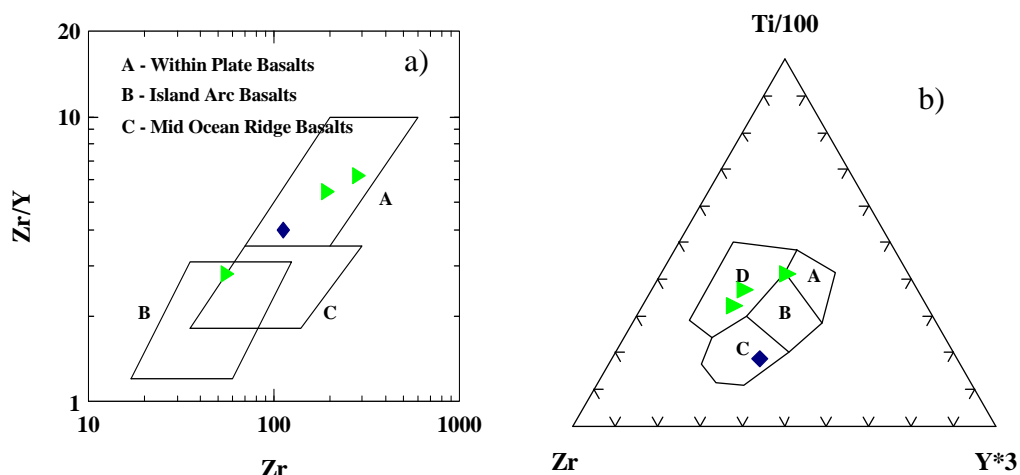 20
A - Within Plate Basalts
a)
B - Island Arc Basalts
10
C - Mid Ocean Ridge Basalts
Zr/Y
A
B
C
1
10
100
1000
Zr
Ti/100
b)
D
A
B
C
Zr
Y*3